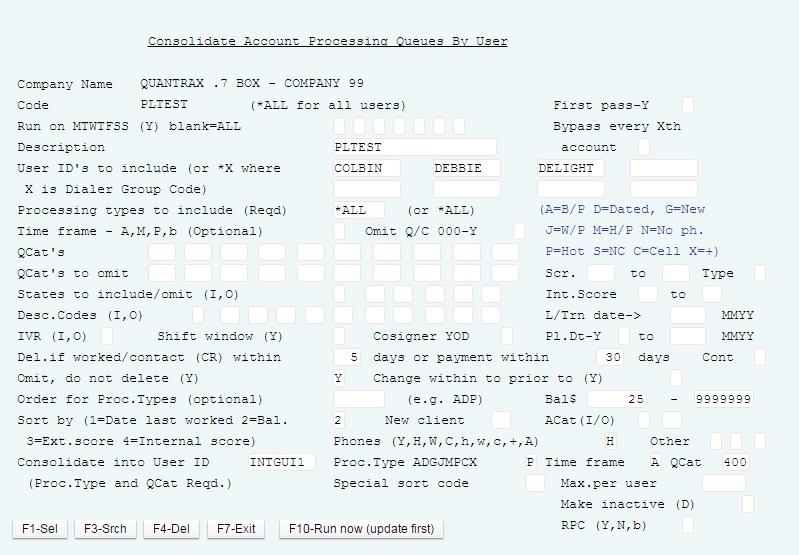 Consolidate Account Processing Queues By User
Company Name QUANTRAX .7 BOX - COMPANY 99
Code PLTEST (*ALL for all users) First pass-Y
Run on MTWTFSS (Y) blank=ALL Bypass every Xth
Description PLTEST account
User ID's to include (or *X where COLBIN DEBBIE DELIGHT
X is Dialer Group Code)
Processing types to include (Reqd) *ALL (or *ALL) (A=B/P D=Dated, G=New
Time frame - A,M,P,b (Optional) Omit Q/C 000-Y J=W/P M=H/P N=No ph.
QCat's P=Hot S=NC C=Cell X=+)
QCat's to omit Scr. to Type
States to include/omit (I,O) Int.Score to
Desc.Codes (I,O) L/Trn date-> MMYY
IVR (I,O) Shift window (Y) Cosigner YOD Pl.Dt-Y to MMYY
Del.if worked/contact (CR) within 5 days or payment within 30 days Cont
Omit, do not delete (Y) Y Change within to prior to (Y)
Order for Proc.Types (optional) (e.g. ADP) Bal$ 25 - 9999999
Sort by (1=Date last worked 2=Bal. 2 New client ACat(I/O)
3=Ext.score 4=Internal score) Phones (Y,H,W,C,h,w,c,+,A) H Other
Consolidate into User ID INTGUI1 Proc.Type ADGJMPCX P Time frame A QCat 400
(Proc.Type and QCat Reqd.) Special sort code Max.per user
Make inactive (D)
F1-Sel F3-Srch F4-Del F7-Exit F10-Run now (update first) RPC (Y,N,b)